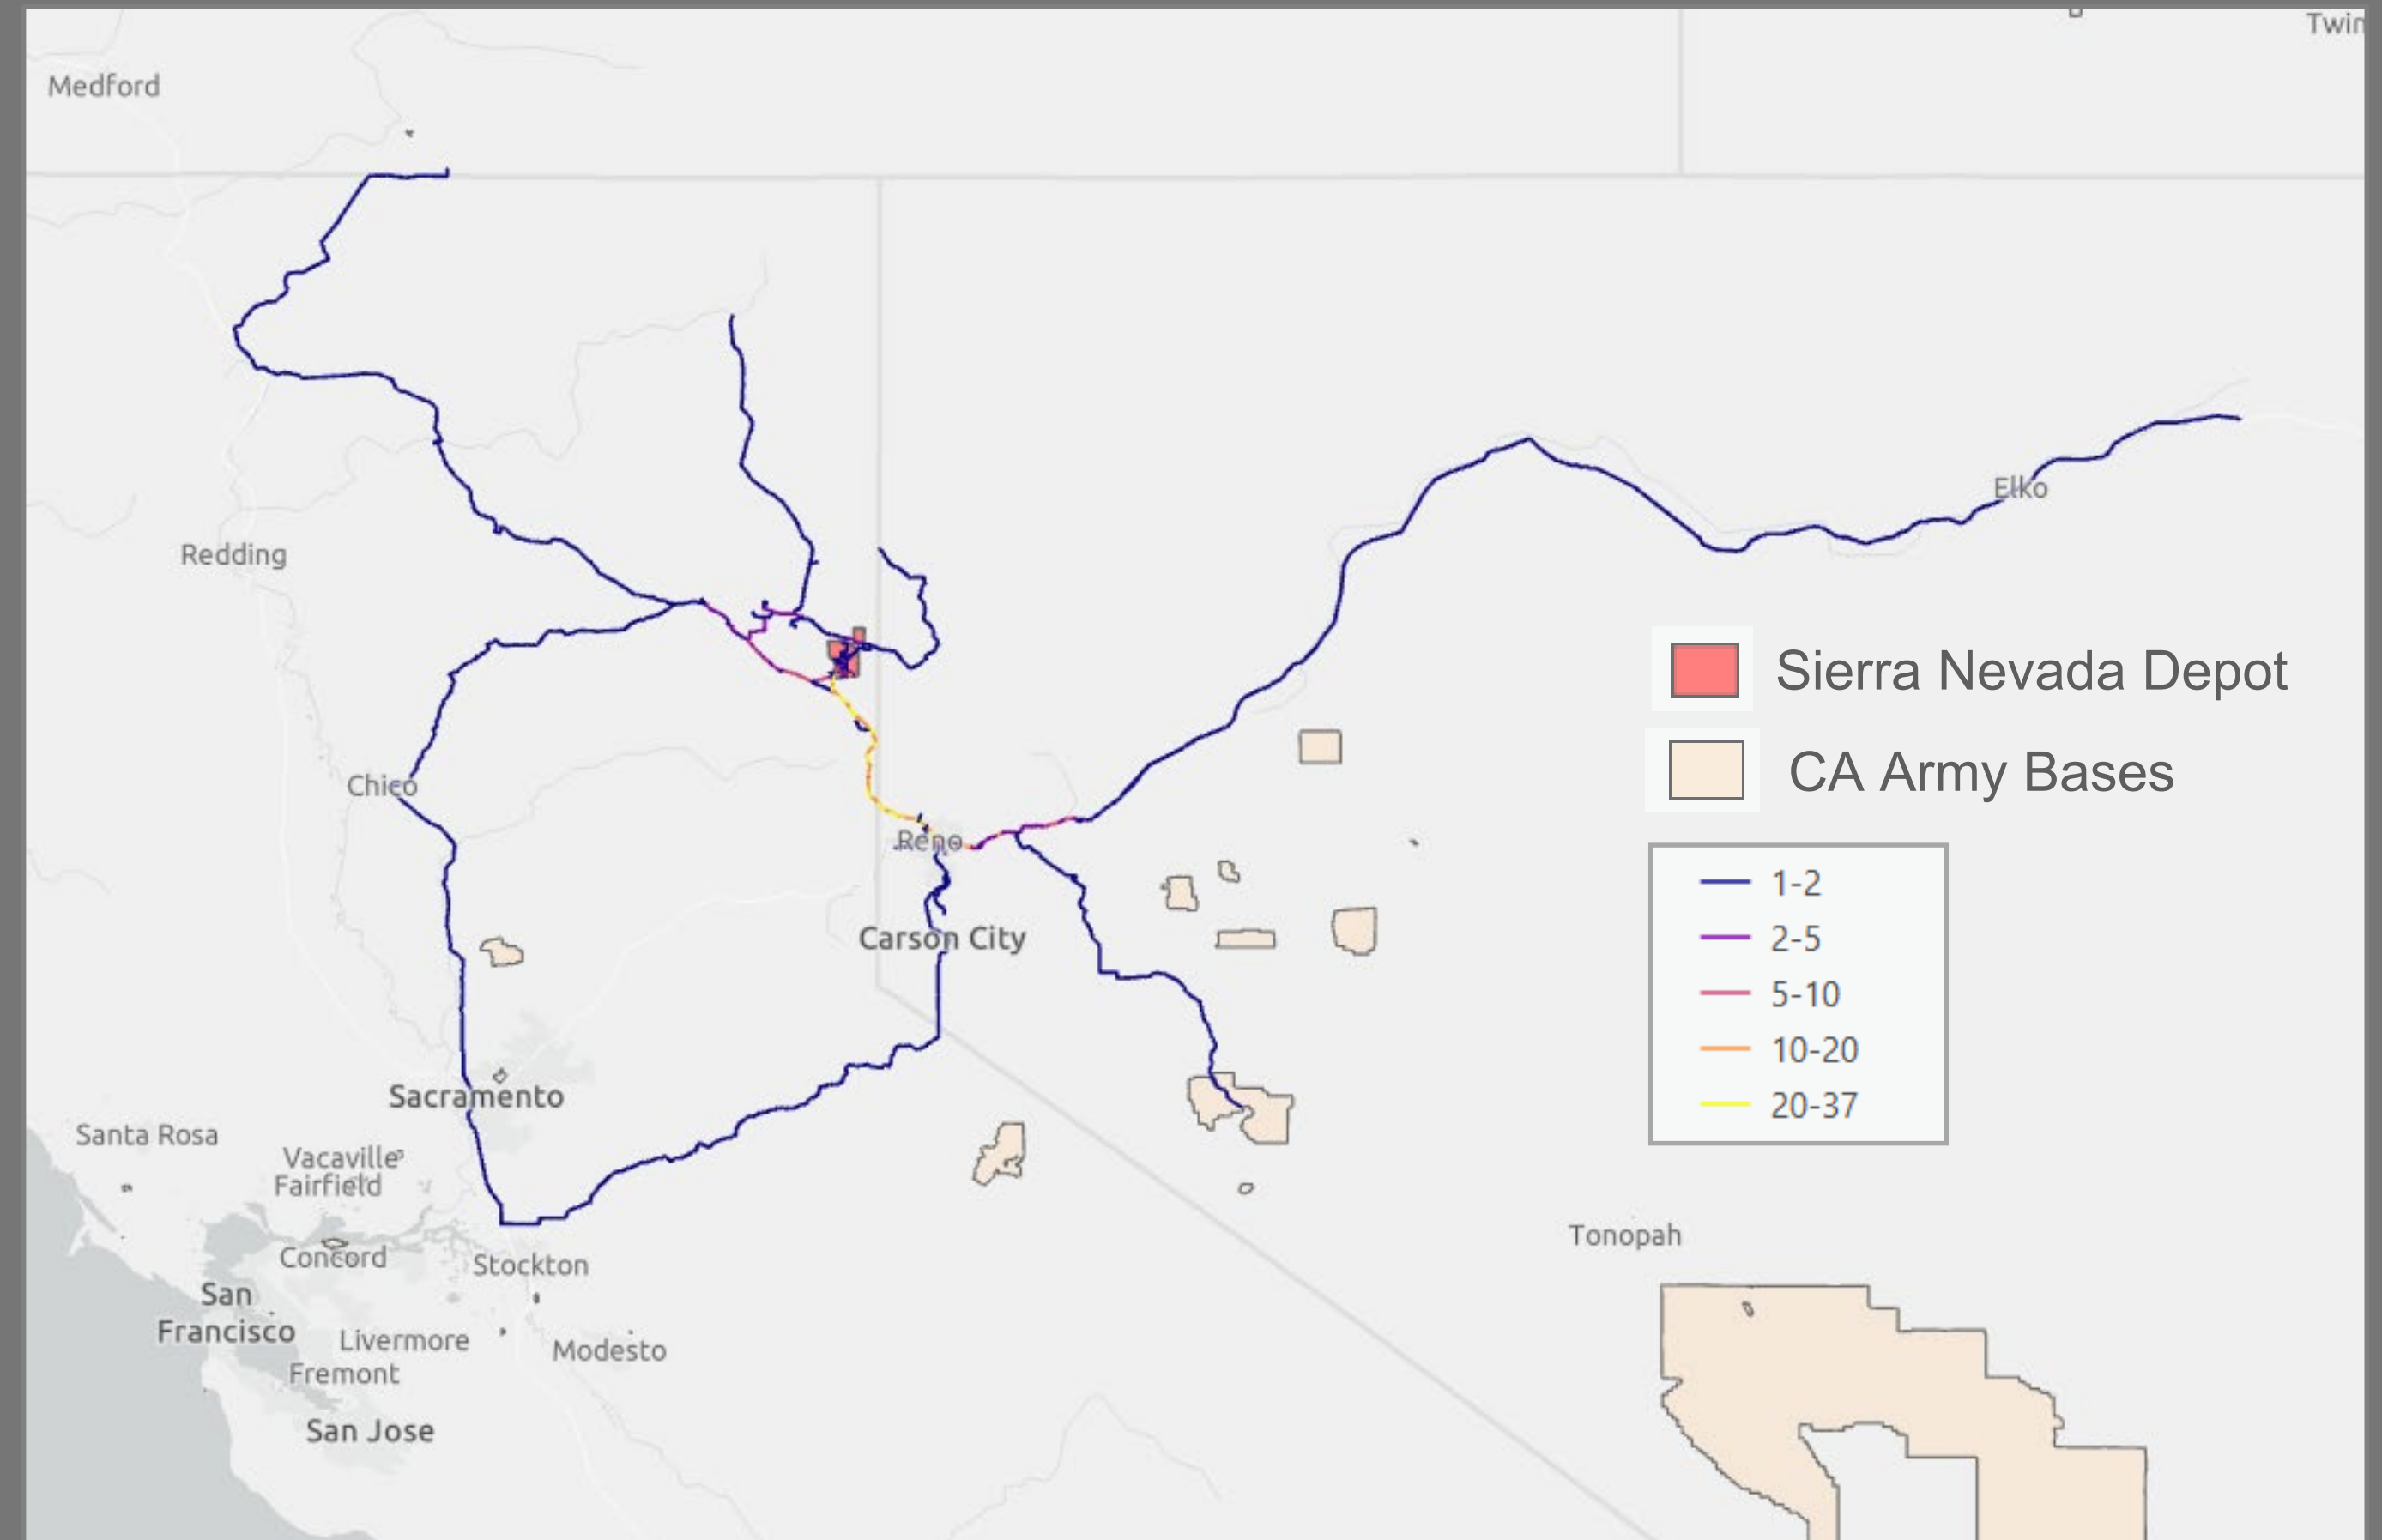 Twin
Medford
Elko
Redding
Sierra Nevada Depot
CA Army Bases
Chico
Reno
1-2
2-5
5-10
10-20
20-37
Carson City
Sacramento
Santa Rosa
Vacaville
Fairfield
Tonopah
Concord
Stockton
San
Francisco
Livermore
Modesto
Fremont
San Jose